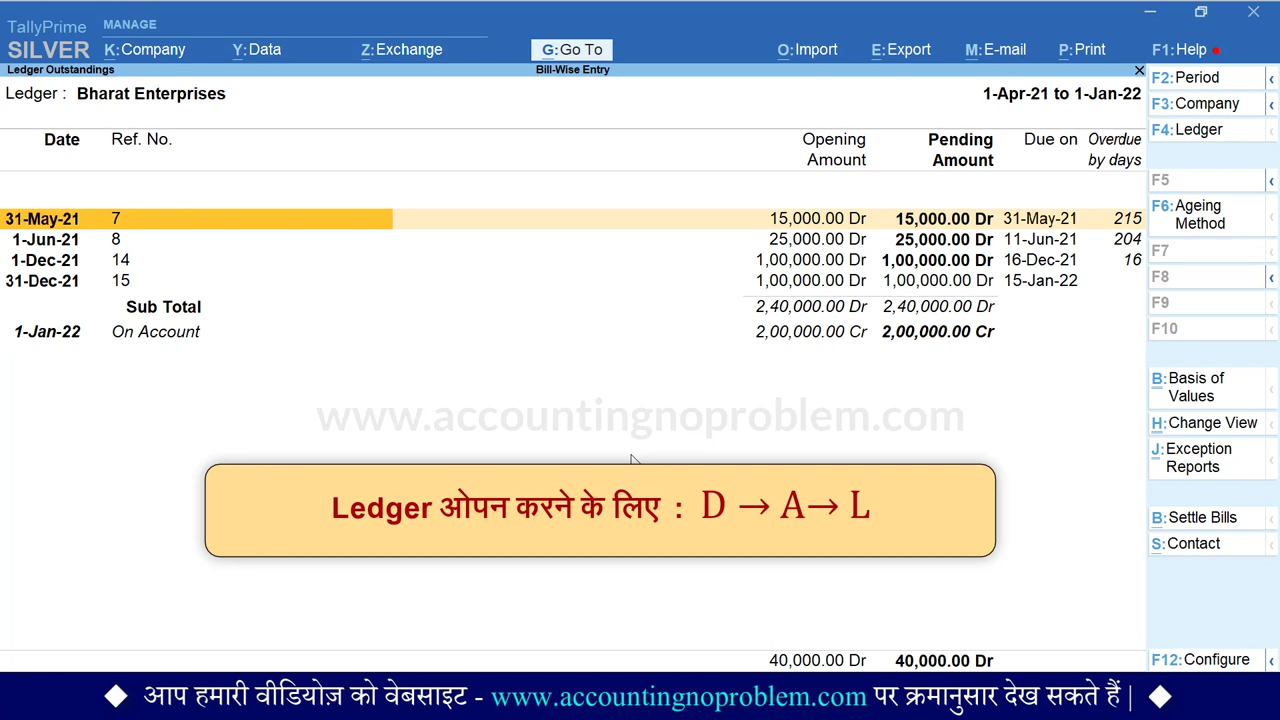 TallyPrime MANAGE
SILVER K:Company Y:Data Z:Exchange G:Go To O:Import E:Export M:E-mail P:Print F1:Help
Ledger Outstandings Bill-Wise Entry
Ledger : Bharat Enterprises 1-Apr-21 to 1-Jan-22
Date Ref. No. Opening Amount Pending Amount Due on Overdue by days
31-May-21 7 15,000.00 Dr 15,000.00 Dr 31-May-21 215
1-Jun-21 8 25,000.00 Dr 25,000.00 Dr 11-Jun-21 204
1-Dec-21 14 1,00,000.00 Dr 1,00,000.00 Dr 16-Dec-21 16
31-Dec-21 15 1,00,000.00 Dr 1,00,000.00 Dr 15-Jan-22
Sub Total 2,40,000.00 Dr 2,40,000.00 Dr
1-Jan-22 On Account 2,00,000.00 Cr 2,00,000.00 Cr
www.accountingnoproblem.com
Ledger ओपन करने के लिए : D → A→ L
40,000.00 Dr 40,000.00 Dr
F2:Period
F3:Company
F4:Ledger
F5
F6:Ageing
Method
F7
F8
F9
F10
B:Basis of
Values
H:Change View
J:Exception
Reports
B:Settle Bills
S:Contact
F12:Configure
◆ आप हमारी वीडियोज़ को वेबसाइट - www.accountingnoproblem.com पर क्रमानुसार देख सकते हैं | ◆